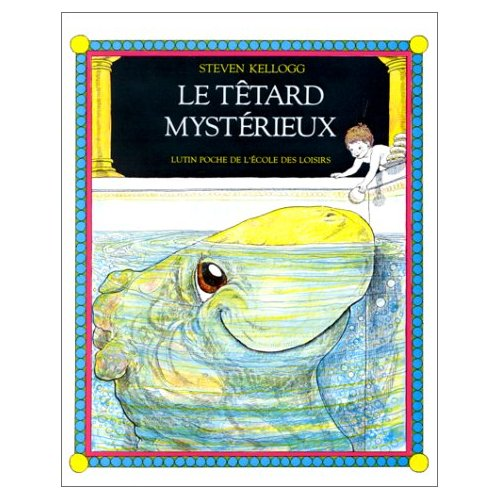 STEVEN KELLOGG
LE TÊTARD
MYSTÉRIEUX
LUTIN POCHE DE L'ÉCOLE DES LOISIRS